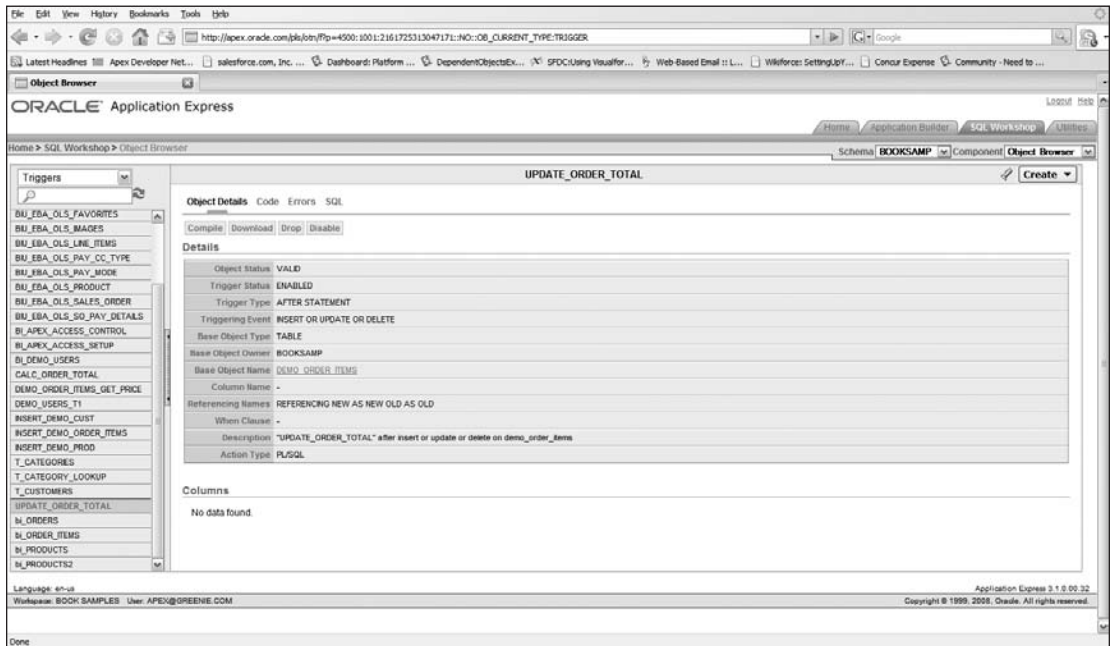 File Edit View History Bookmarks Tools Help
http://apex.oracle.com/pls/otn/f?p=4500:1001:2161725313047171::NO::OB_CURRENT_TYPE:TRIGGER
Google
Latest Headlines Apex Developer Net... salesforce.com, Inc. ... Dashboard: Platform ... DependentObjectsEx... SFDC:Using Visualfor... Web-Based Email :: L... Wikiforce: SettingUpY... Concur Expense Community - Need to ...
Object Browser
ORACLE Application Express
Logout Help
Home Application Builder SQL Workshop Utilities
Home > SQL Workshop > Object Browser
Schema BOOKSAMP Component Object Browser
Triggers
UPDATE_ORDER_TOTAL
Create
Object Details Code Errors SQL
Compile Download Drop Disable
Details
Object Status VALID
Trigger Status ENABLED
Trigger Type AFTER STATEMENT
Triggering Event INSERT OR UPDATE OR DELETE
Base Object Type TABLE
Base Object Owner BOOKSAMP
Base Object Name DEMO_ORDER_ITEMS
Column Name -
Referencing Names REFERENCING NEW AS NEW OLD AS OLD
When Clause -
Description "UPDATE_ORDER_TOTAL" after insert or update or delete on demo_order_items
Action Type PL/SQL
Columns
No data found.
BIU_EBA_OLS_FAVORITES
BIU_EBA_OLS_IMAGES
BIU_EBA_OLS_LINE_ITEMS
BIU_EBA_OLS_PAY_CC_TYPE
BIU_EBA_OLS_PAY_MODE
BIU_EBA_OLS_PRODUCT
BIU_EBA_OLS_SALES_ORDER
BIU_EBA_OLS_SO_PAY_DETAILS
BI_APEX_ACCESS_CONTROL
BI_APEX_ACCESS_SETUP
BI_DEMO_USERS
CALC_ORDER_TOTAL
DEMO_ORDER_ITEMS_GET_PRICE
DEMO_USERS_T1
INSERT_DEMO_CUST
INSERT_DEMO_ORDER_ITEMS
INSERT_DEMO_PROD
T_CATEGORIES
T_CATEGORY_LOOKUP
T_CUSTOMERS
UPDATE_ORDER_TOTAL
bi_ORDERS
bi_ORDER_ITEMS
bi_PRODUCTS
bi_PRODUCTS2
Language: en-us
Application Express 3.1.0.00.32
Workspace: BOOK SAMPLES User: APEX@GREENIE.COM
Copyright © 1999, 2008, Oracle. All rights reserved.
Done